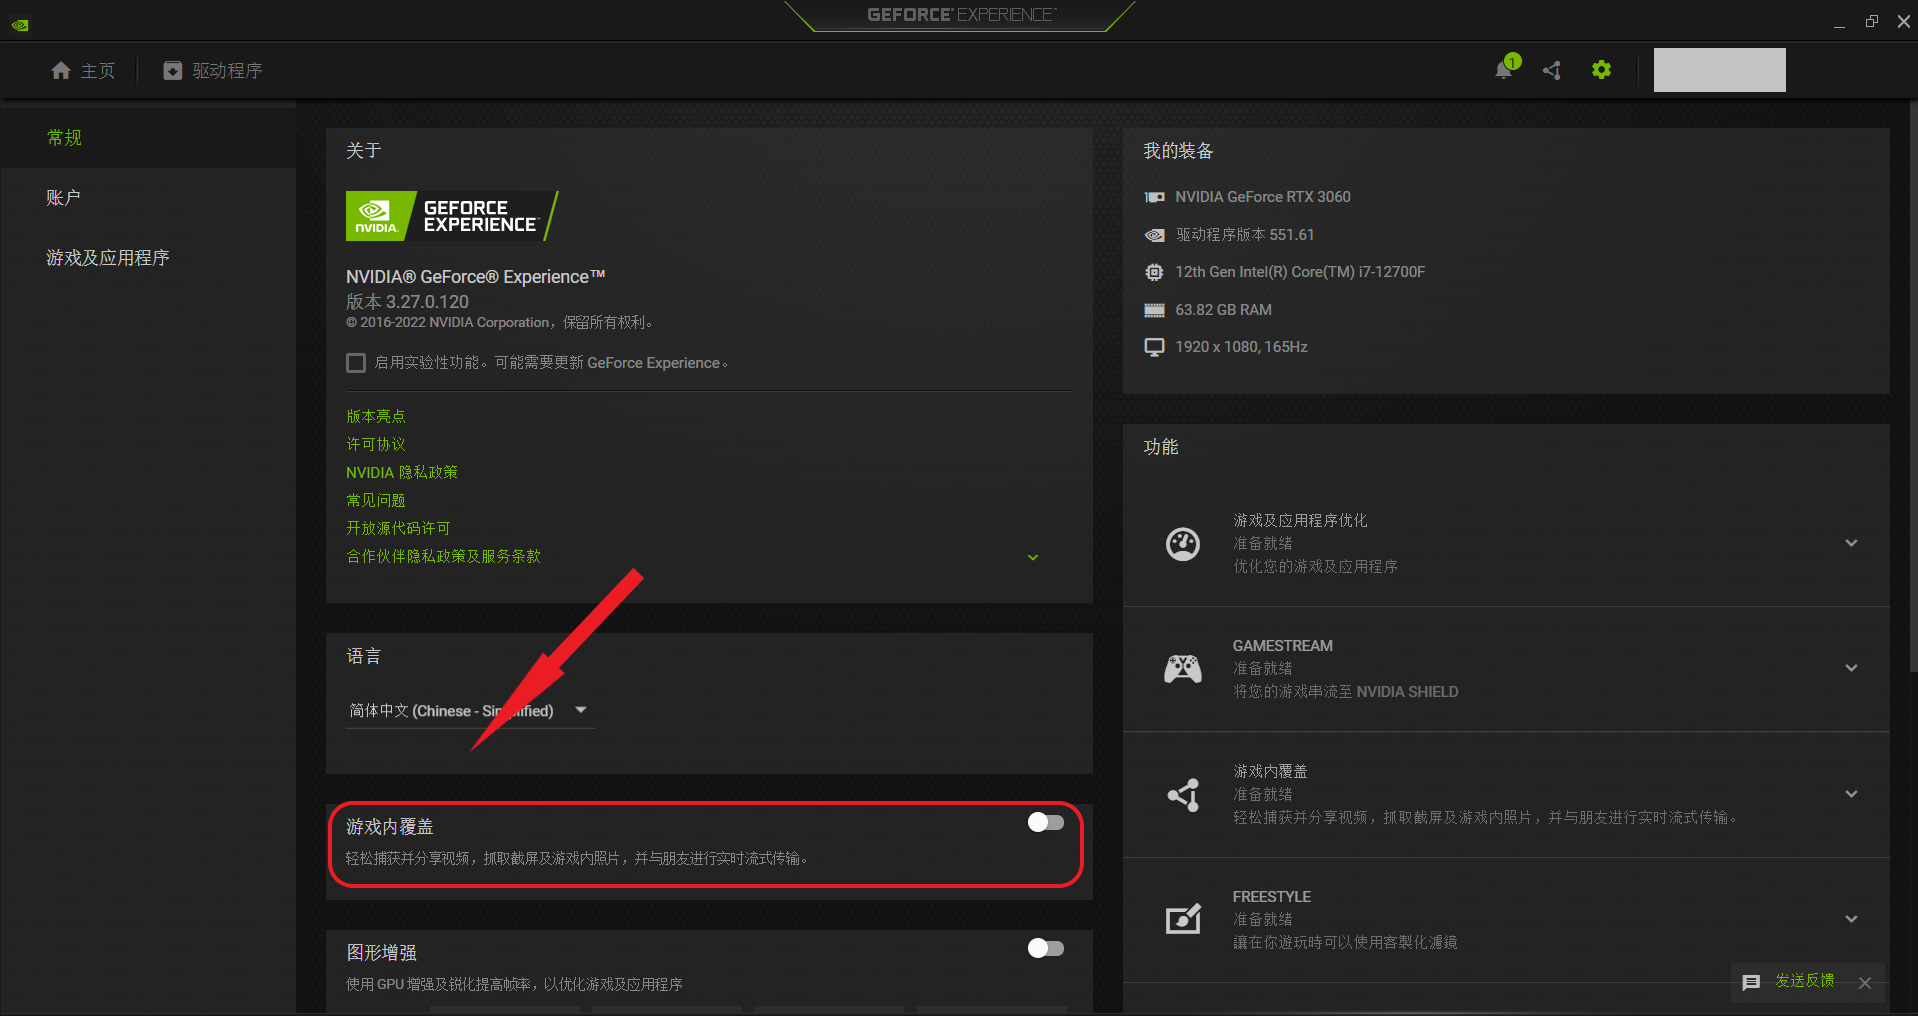 GEFORCE® EXPERIENCE™
主页
驱动程序
1
常规
账户
游戏及应用程序
关于
NVIDIA.
GEFORCE
EXPERIENCE™
NVIDIA® GeForce® Experience™
版本 3.27.0.120
© 2016-2022 NVIDIA Corporation，保留所有权利。
启用实验性功能。可能需要更新 GeForce Experience。
版本亮点
许可协议
NVIDIA 隐私政策
常见问题
开放源代码许可
合作伙伴隐私政策及服务条款
语言
简体中文 (Chinese - Simplified)
游戏内覆盖
轻松捕获并分享视频，抓取截屏及游戏内照片，并与朋友进行实时流式传输。
图形增强
使用 GPU 增强及锐化提高帧率，以优化游戏及应用程序
我的装备
NVIDIA GeForce RTX 3060
驱动程序版本 551.61
12th Gen Intel(R) Core(TM) i7-12700F
63.82 GB RAM
1920 x 1080, 165Hz
功能
游戏及应用程序优化
准备就绪
优化您的游戏及应用程序
GAMESTREAM
准备就绪
将您的游戏串流至 NVIDIA SHIELD
游戏内覆盖
准备就绪
轻松捕获并分享视频，抓取截屏及游戏内照片，并与朋友进行实时流式传输。
FREESTYLE
准备就绪
讓在你遊玩時可以使用客製化濾鏡
发送反馈